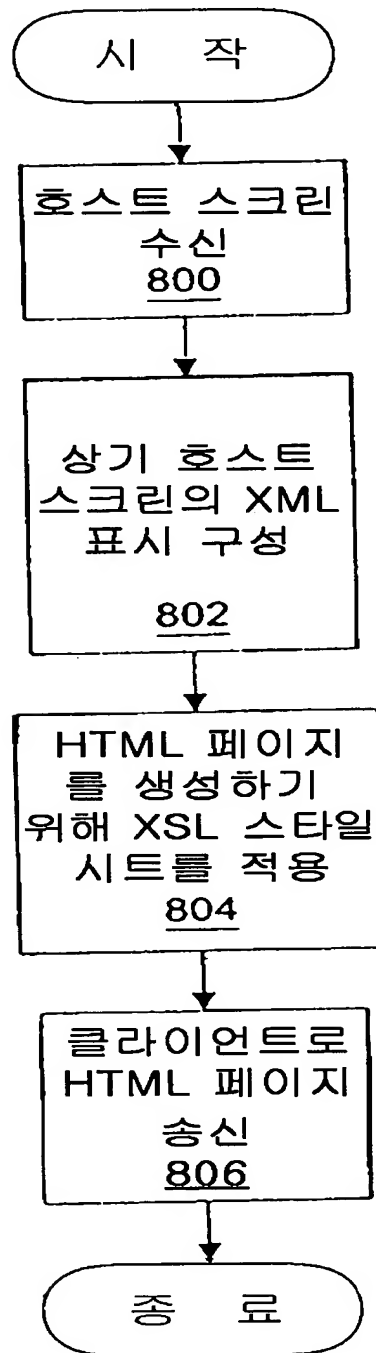 시 작
호스트 스크린
수신
800
상기 호스트
스크린의 XML
표시 구성
802
HTML 페이지
를 생성하기
위해 XSL 스타일
시트를 적용
804
클라이언트로
HTML 페이지
송신
806
종 료